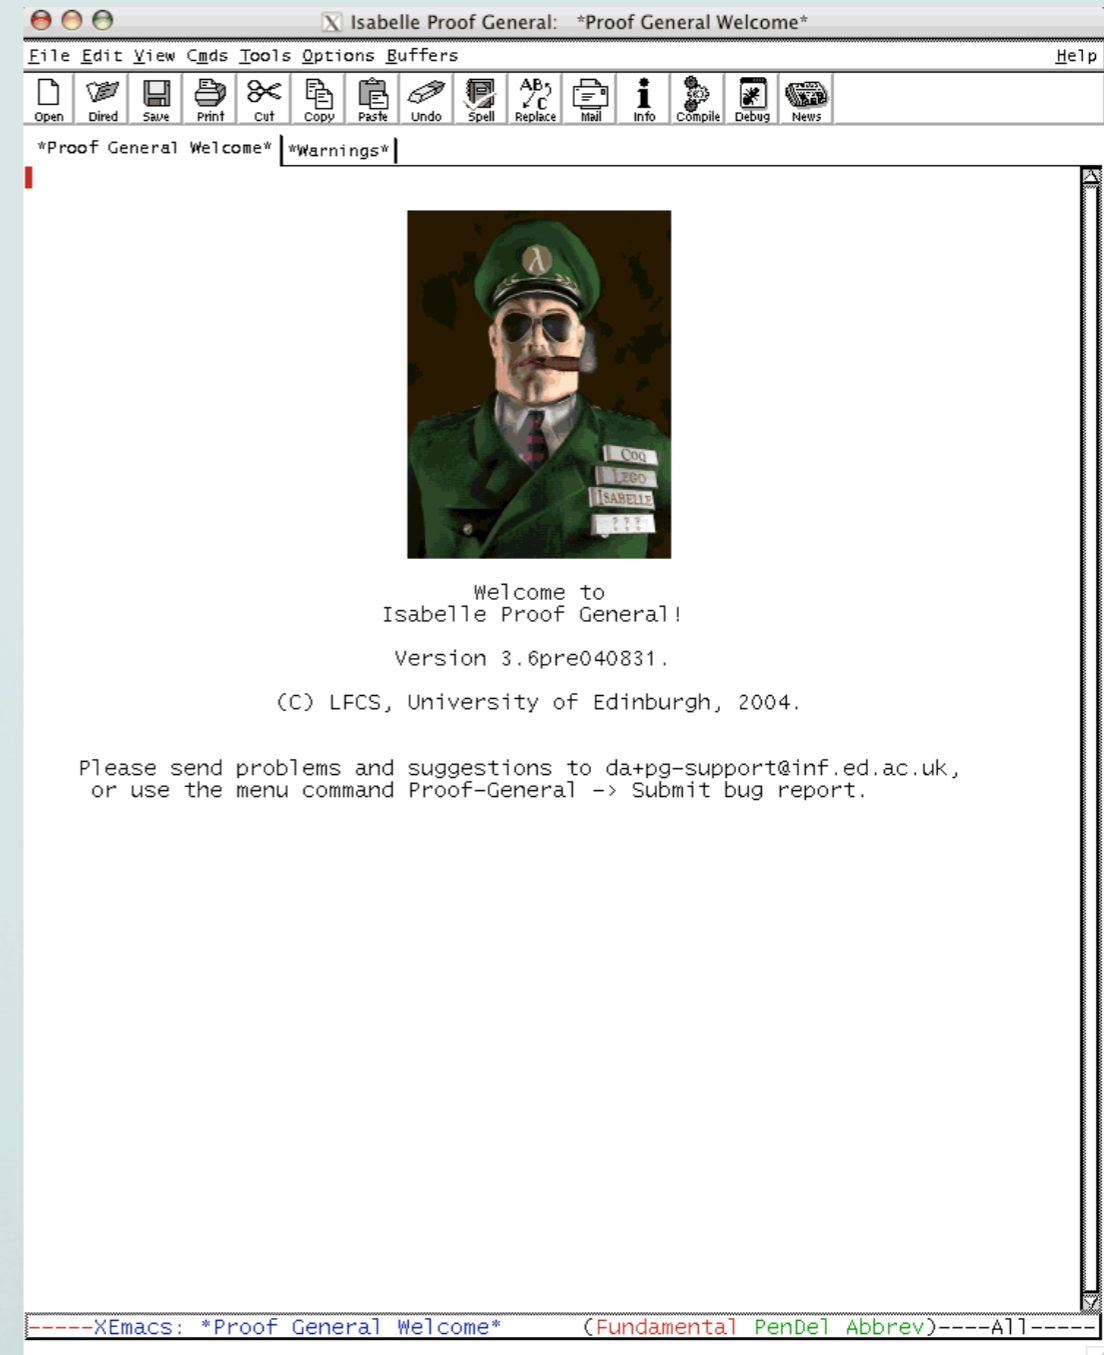 Isabelle Proof General: *Proof General Welcome*
File Edit View Cmds Tools Options Buffers Help
Open Dired Save Print Cut Copy Paste Undo Spell Replace Mail Info Compile Debug News
*Proof General Welcome* *Warnings*
λ
COQ
LEGO
ISABELLE
???
Welcome to
Isabelle Proof General!
Version 3.6pre040831.
(C) LFCS, University of Edinburgh, 2004.
Please send problems and suggestions to da+pg-support@inf.ed.ac.uk,
or use the menu command Proof-General -> Submit bug report.
-----XEmacs: *Proof General Welcome* (Fundamental PenDel Abbrev)----All-----